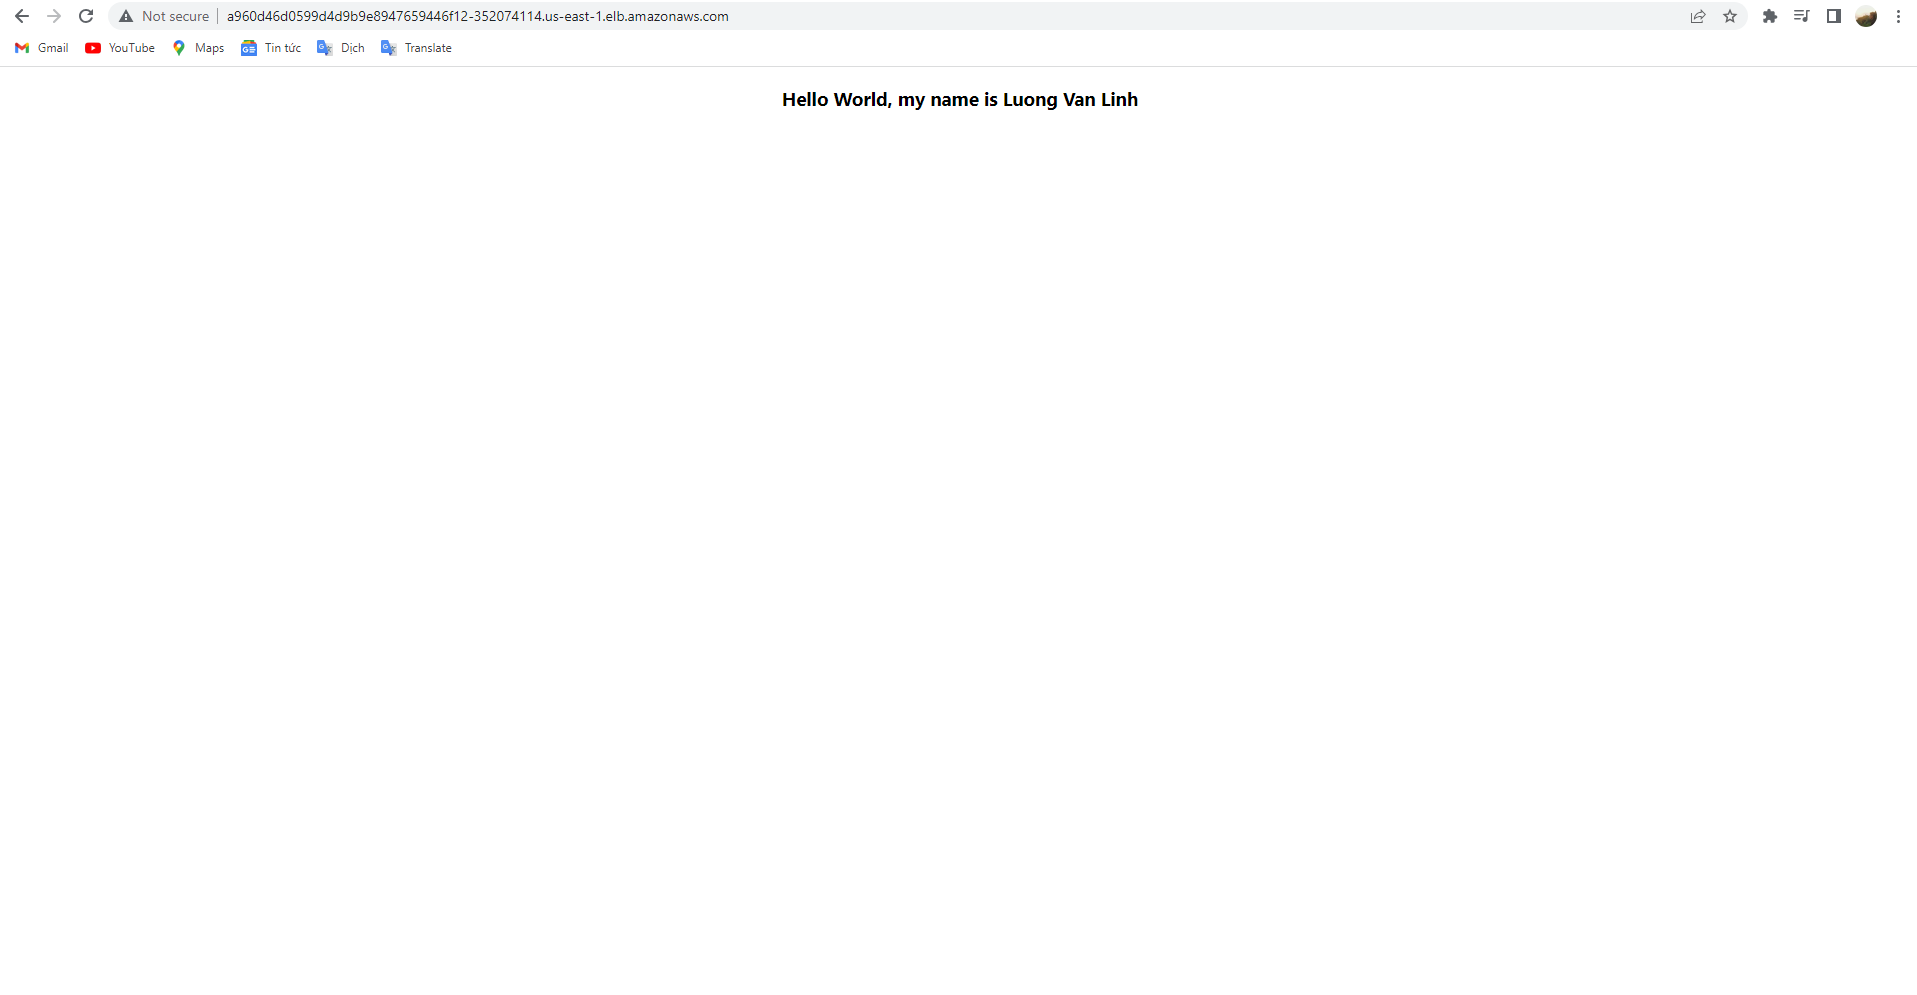 Not secure a960d46d0599d4d9b9e8947659446f12-352074114.us-east-1.elb.amazonaws.com
Gmail YouTube Maps Tin tức Dịch Translate
Hello World, my name is Luong Van Linh